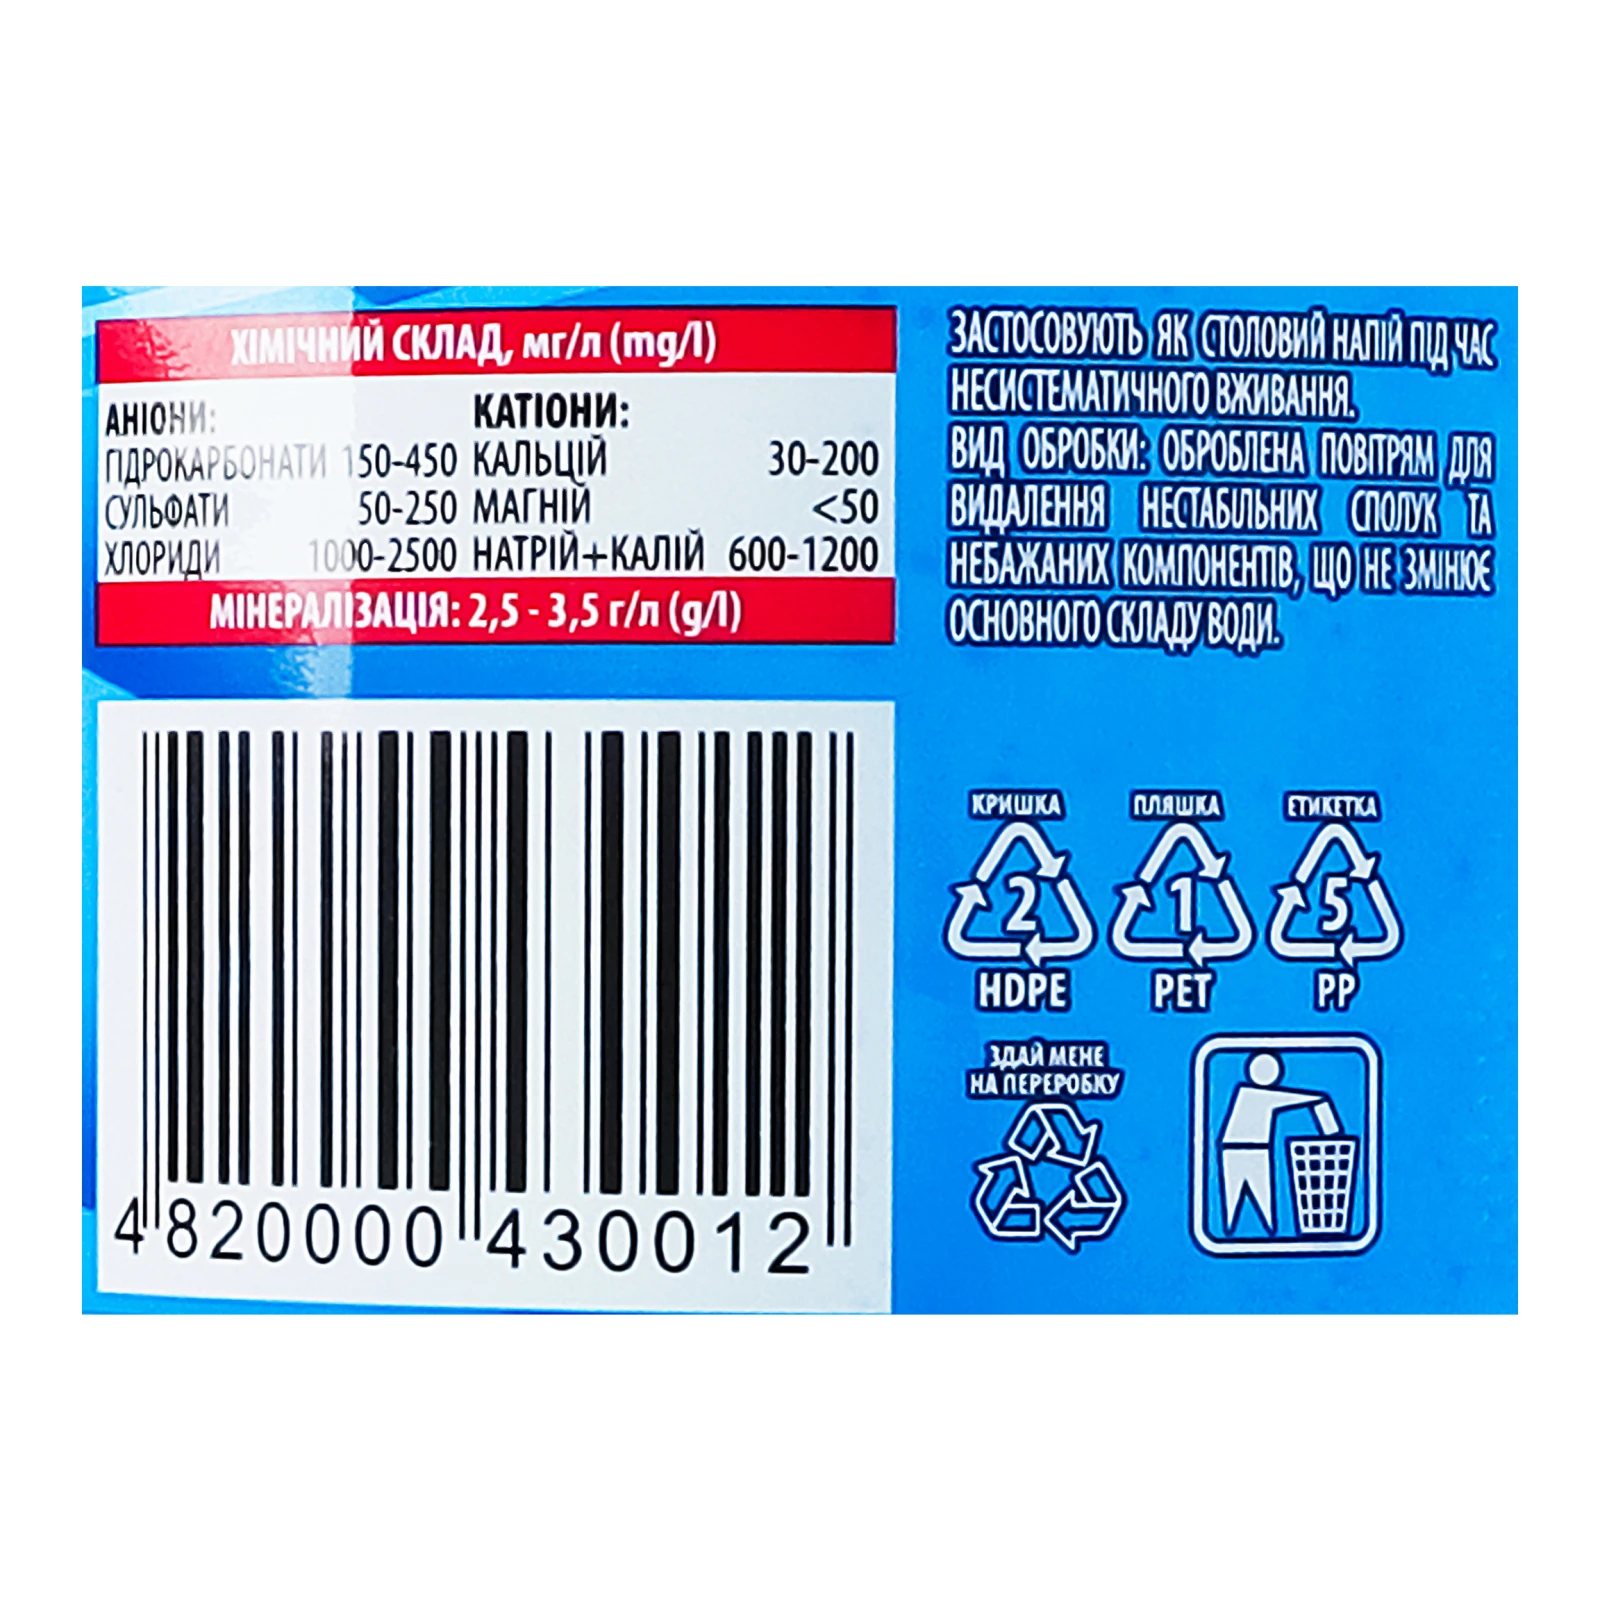 ХІМІЧНИЙ СКЛАД, мг/л (mg/l)
АНІОНИ:
ГІДРОКАРБОНАТИ 150-450
СУЛЬФАТИ 50-250
ХЛОРИДИ 1000-2500
КАТІОНИ:
КАЛЬЦІЙ 30-200
МАГНІЙ <50
НАТРІЙ+КАЛІЙ 600-1200
МІНЕРАЛІЗАЦІЯ: 2,5 - 3,5 г/л (g/l)
4 820000 430012
ЗАСТОСОВУЮТЬ ЯК СТОЛОВИЙ НАПІЙ ПІД ЧАС
НЕСИСТЕМАТИЧНОГО ВЖИВАННЯ.
ВИД ОБРОБКИ: ОБРОБЛЕНА ПОВІТРЯМ ДЛЯ
ВИДАЛЕННЯ НЕСТАБІЛЬНИХ СПОЛУК ТА
НЕБАЖАНИХ КОМПОНЕНТІВ, ЩО НЕ ЗМІНЮЄ
ОСНОВНОГО СКЛАДУ ВОДИ.
КРИШКА ПЛЯШКА ЕТИКЕТКА
2 1 5
HDPE PET PP
ЗДАЙ МЕНЕ
НА ПЕРЕРОБКУ